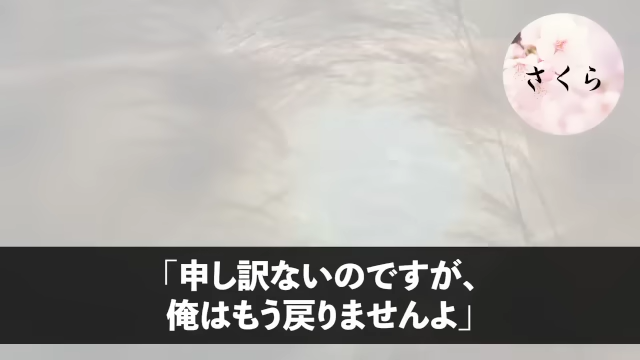 さくら
「申し訳ないのですが、
俺はもう戻りませんよ」